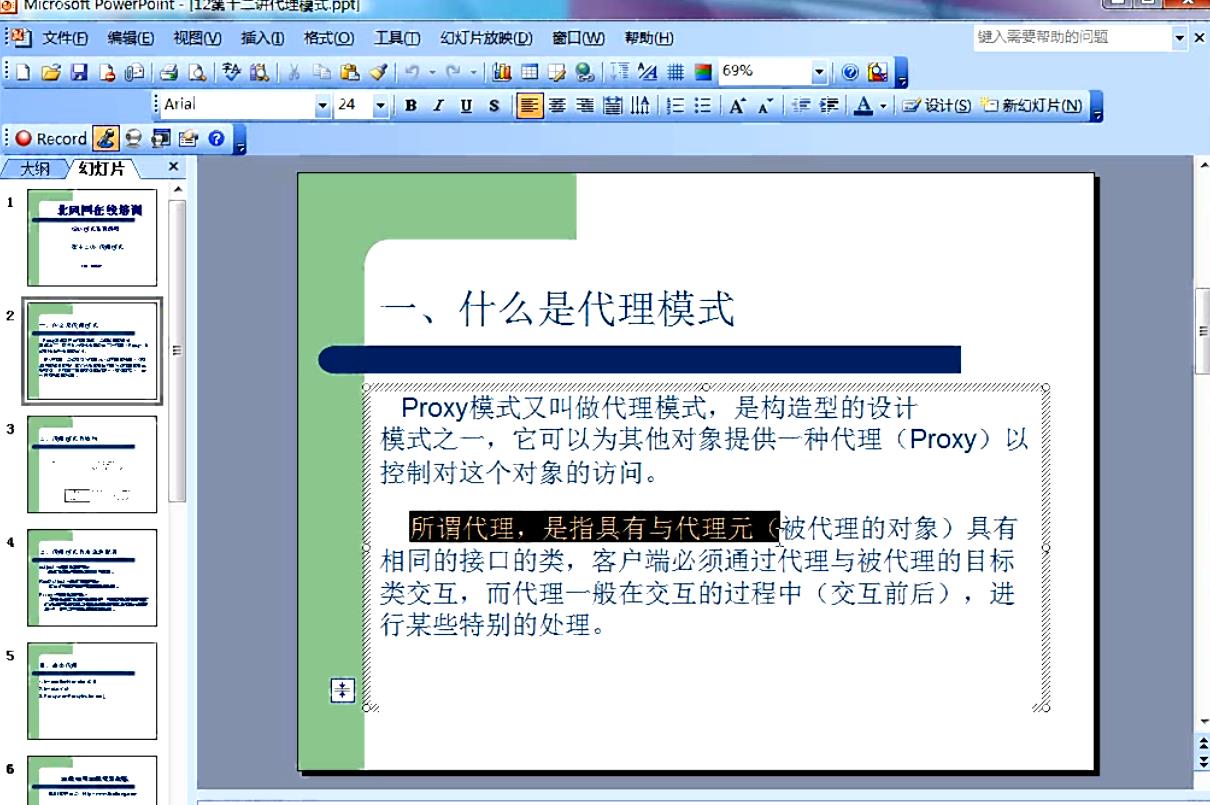 Microsoft PowerPoint - [12第十二讲代理模式.ppt]
文件(F) 编辑(E) 视图(V) 插入(I) 格式(O) 工具(T) 幻灯片放映(D) 窗口(W) 帮助(H) 键入需要帮助的问题
69%
Arial 24 B I U S A A A 设计(S) 新幻灯片(N)
Record
大纲 幻灯片
1
北风网在线培训
2
3
4
5
6
一、什么是代理模式
Proxy模式又叫做代理模式，是构造型的设计
模式之一，它可以为其他对象提供一种代理（Proxy）以
控制对这个对象的访问。
所谓代理，是指具有与代理元（被代理的对象）具有
相同的接口的类，客户端必须通过代理与被代理的目标
类交互，而代理一般在交互的过程中（交互前后），进
行某些特别的处理。